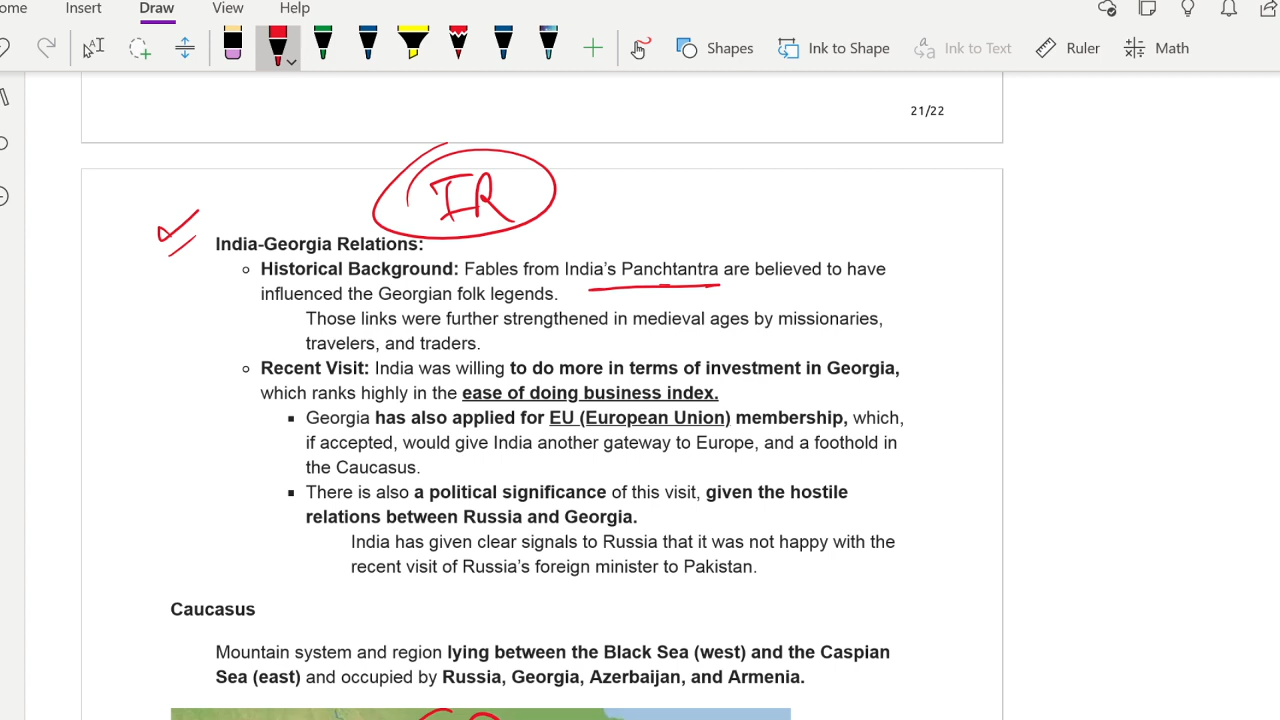 ome Draw View Help
Insert
Shapes Ink to Shape Ink to Text Ruler Math
21/22
IR
India-Georgia Relations:
Historical Background: Fables from India’s Panchtantra are believed to have
influenced the Georgian folk legends.
Those links were further strengthened in medieval ages by missionaries,
travelers, and traders.
Recent Visit: India was willing to do more in terms of investment in Georgia,
which ranks highly in the ease of doing business index.
Georgia has also applied for EU (European Union) membership, which,
if accepted, would give India another gateway to Europe, and a foothold in
the Caucasus.
There is also a political significance of this visit, given the hostile
relations between Russia and Georgia.
India has given clear signals to Russia that it was not happy with the
recent visit of Russia’s foreign minister to Pakistan.
Caucasus
Mountain system and region lying between the Black Sea (west) and the Caspian
Sea (east) and occupied by Russia, Georgia, Azerbaijan, and Armenia.